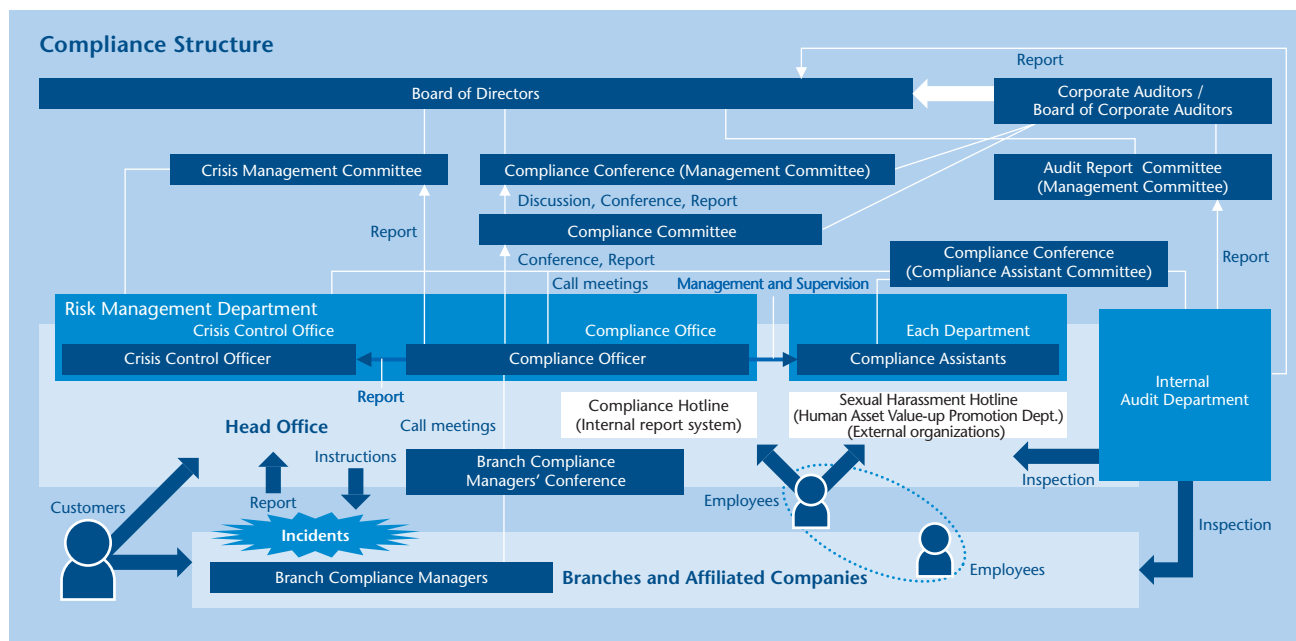 Compliance Structure
Report
Board of Directors
Corporate Auditors /
Board of Corporate Auditors
Crisis Management Committee
Compliance Conference (Management Committee)
Audit Report Committee
(Management Committee)
Discussion, Conference, Report
Report
Compliance Committee
Compliance Conference
(Compliance Assistant Committee)
Report
Conference, Report
Call meetings
Management and Supervision
Risk Management Department
Crisis Control Office
Compliance Office
Each Department
Crisis Control Officer
Compliance Officer
Compliance Assistants
Internal
Audit Department
Report
Compliance Hotline
(Internal report system)
Sexual Harassment Hotline
(Human Asset Value-up Promotion Dept.)
(External organizations)
Head Office
Call meetings
Instructions
Branch Compliance
Managers' Conference
Inspection
Customers
Report
Employees
Inspection
Incidents
Branch Compliance Managers
Branches and Affiliated Companies
Employees